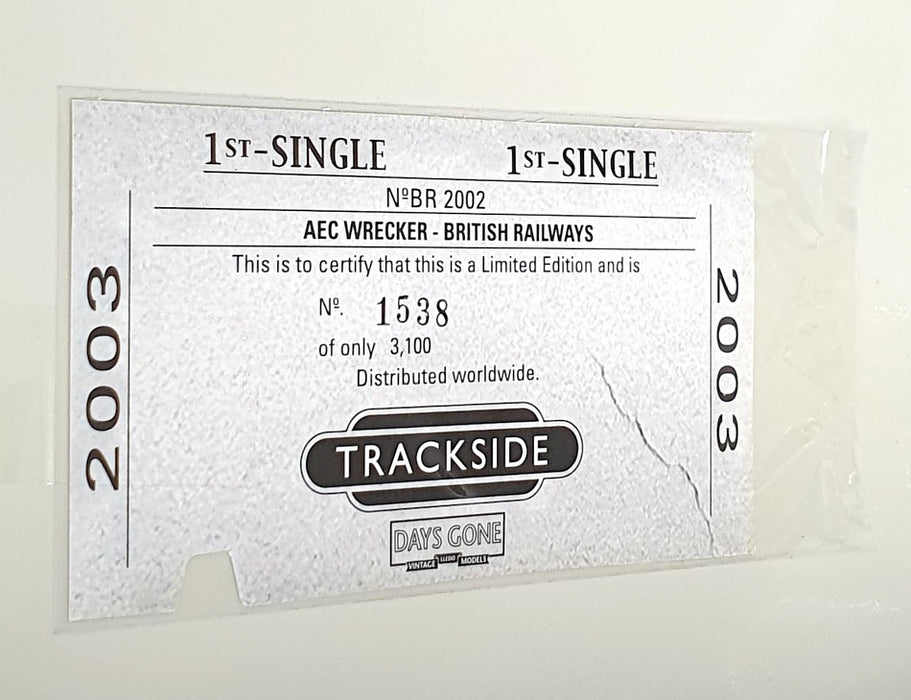 1ST-SINGLE 1ST-SINGLE
NºBR 2002
AEC WRECKER - BRITISH RAILWAYS
This is to certify that this is a Limited Edition and is
Nº. 1538
of only 3,100
Distributed worldwide.
2003
2003
TRACKSIDE
DAYS GONE
VINTAGE LLEDO MODELS